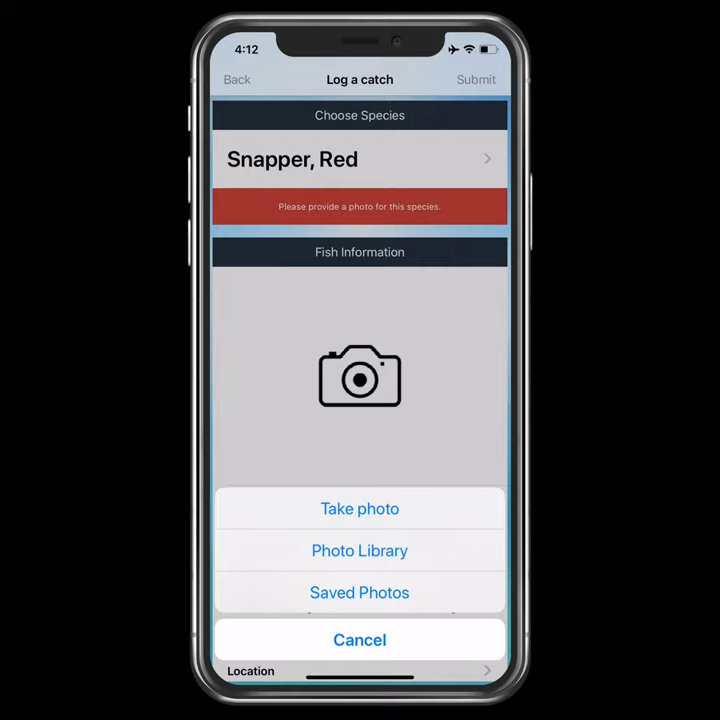 4:12
Back Log a catch Submit
Choose Species
Snapper, Red
Please provide a photo for this species.
Fish Information
Take photo
Photo Library
Saved Photos
Cancel
Location